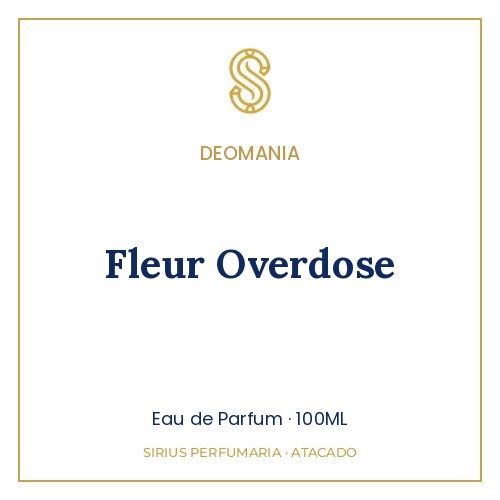 DEOMANIA
Fleur Overdose
Eau de Parfum · 100ML
SIRIUS PERFUMARIA · ATACADO